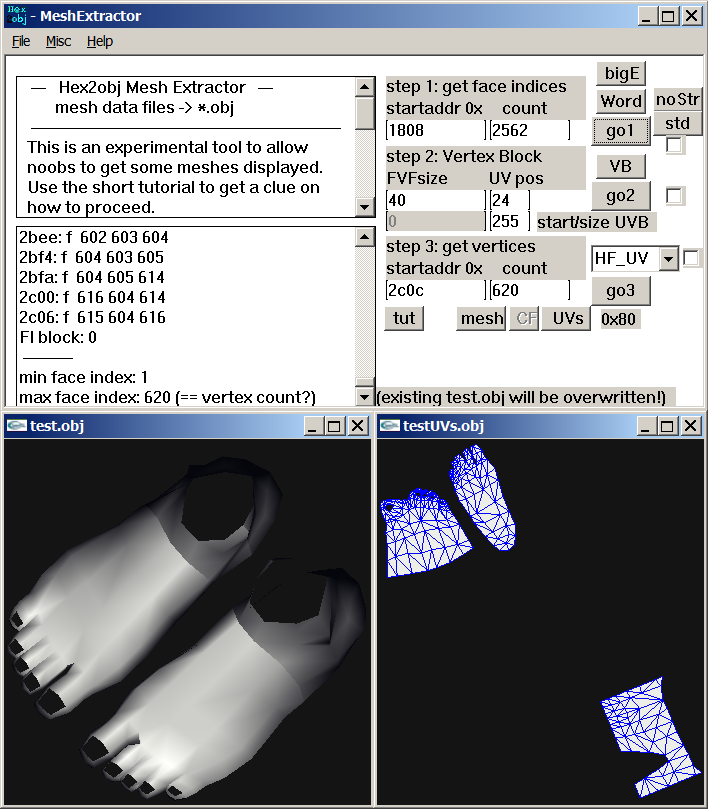 Hex
obj
- MeshExtractor
File Misc Help
— Hex2obj Mesh Extractor —
mesh data files -> *.obj
This is an experimental tool to allow
noobs to get some meshes displayed.
Use the short tutorial to get a clue on
how to proceed.
2bee: f 602 603 604
2bf4: f 604 603 605
2bfa: f 604 605 614
2c00: f 616 604 616
2c06: f 615 604 616
FI block: 0
min face index: 1
max face index: 620 (== vertex count?)
step 1: get face indices
startaddr 0x count
1808 2562
bigE
Word
noStr
go1
std
step 2: Vertex Block
FVFsize UV pos
40 24
0 255
start/size UVB
VB
go2
step 3: get vertices
startaddr 0x count
2c0c 620
HF_UV
go3
tut mesh CF UVs 0x80
(existing test.obj will be overwritten!)
test.obj
testUVs.obj